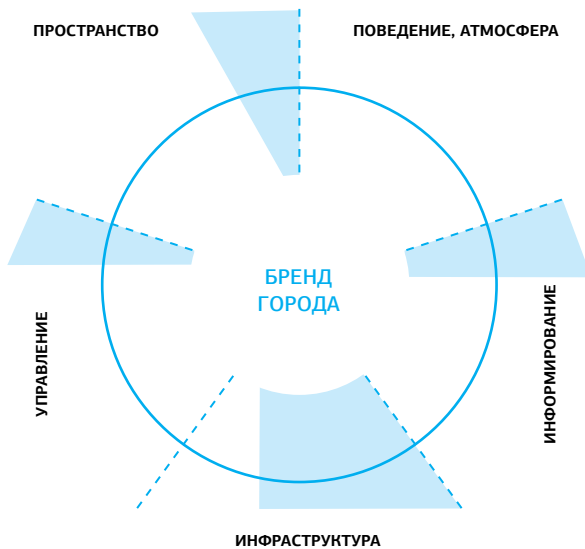 ПРОСТРАНСТВО
ПОВЕДЕНИЕ, АТМОСФЕРА
БРЕНД
ГОРОДА
УПРАВЛЕНИЕ
ИНФОРМИРОВАНИЕ
ИНФРАСТРУКТУРА